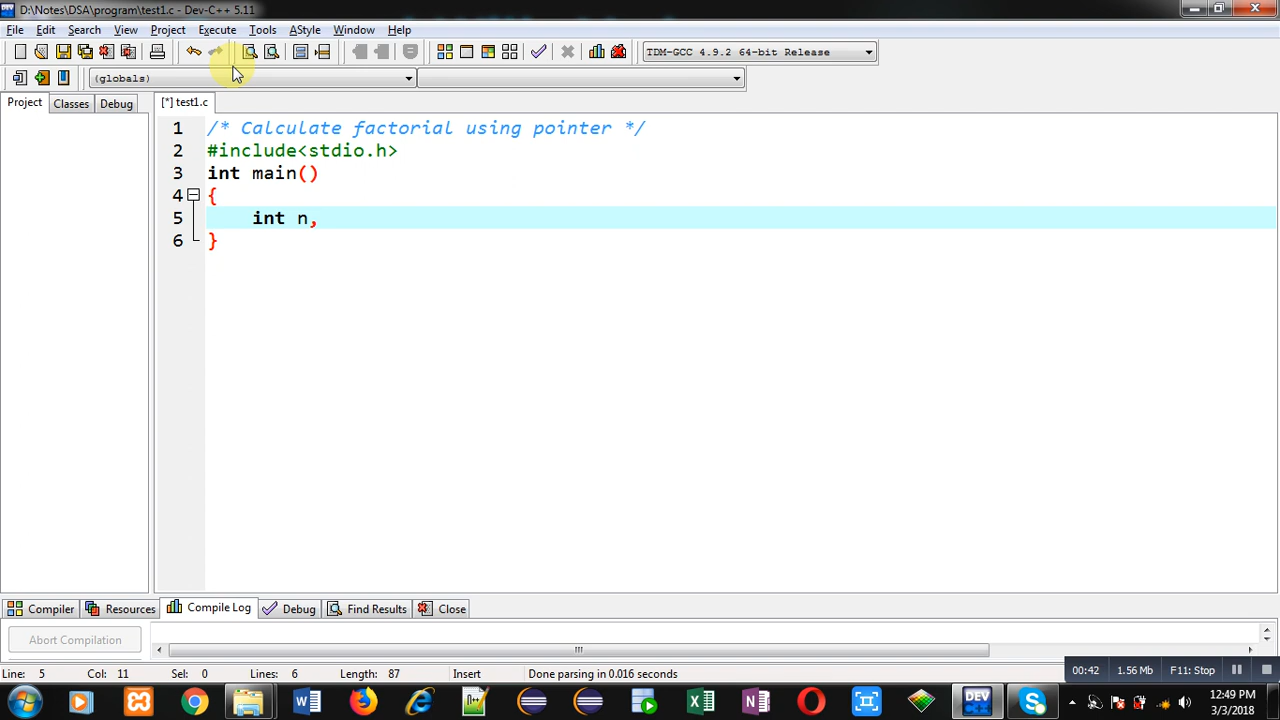 D:\Notes\DSA\program\test1.c - Dev-C++ 5.11
File Edit Search View Project Execute Tools AStyle Window Help
TDM-GCC 4.9.2 64-bit Release
(globals)
Project Classes Debug [*] test1.c
1 /* Calculate factorial using pointer */
2 #include<stdio.h>
3 int main()
4 {
5 int n,
6 }
Compiler Resources Compile Log Debug Find Results Close
Abort Compilation
Line: 5 Col: 11 Sel: 0 Lines: 6 Length: 87 Insert Done parsing in 0.016 seconds
00:42 1.56 Mb F11: Stop
DEV
12:49 PM
3/3/2018